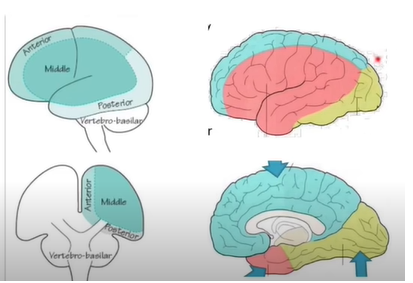 Anterior
Middle
Posterior
Vertebro-basilar
Anterior
Middle
Posterior
Vertebro-basilar